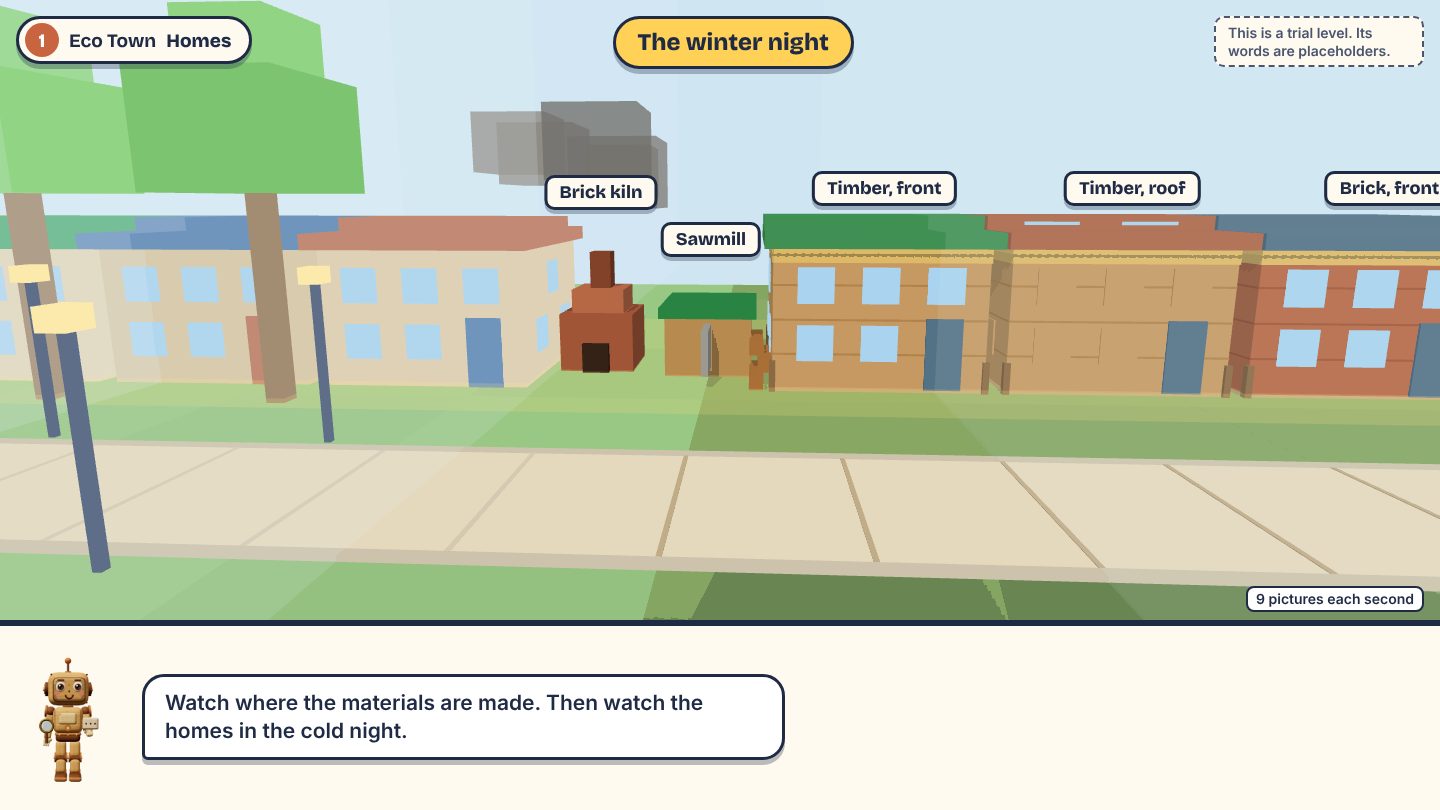 1 Eco Town Homes
The winter night
This is a trial level. Its
words are placeholders.
Brick kiln
Timber, front
Timber, roof
Brick, front
Sawmill
9 pictures each second
Watch where the materials are made. Then watch the
homes in the cold night.